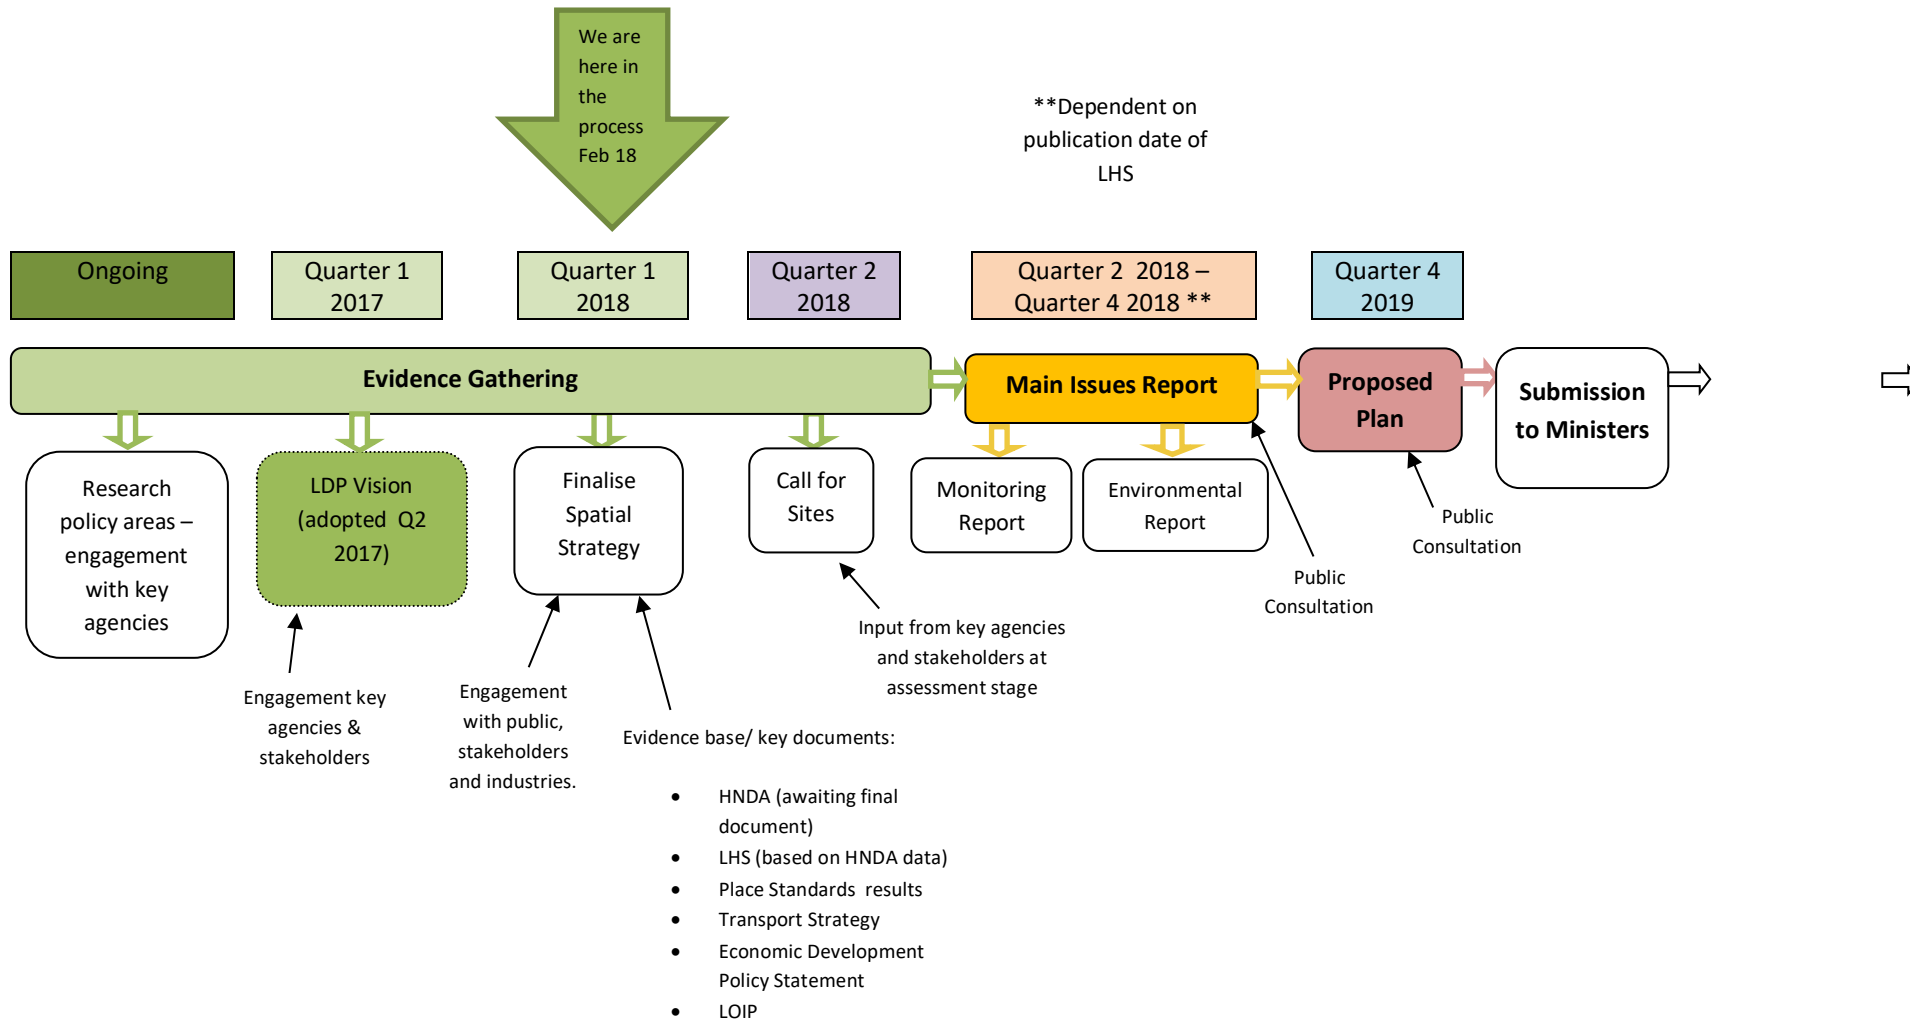 We are
here in
the
process
Feb 18
**Dependent on
publication date of
LHS
Ongoing
Quarter 1
2017
Quarter 1
2018
Quarter 2
2018
Quarter 2 2018 –
Quarter 4 2018 **
Quarter 4
2019
Evidence Gathering
Main Issues Report
Proposed
Plan
Submission
to Ministers
Research
policy areas –
engagement
with key
agencies
LDP Vision
(adopted Q2
2017)
Finalise
Spatial
Strategy
Call for
Sites
Monitoring
Report
Environmental
Report
Public
Consultation
Public
Consultation
Engagement key
agencies &
stakeholders
Engagement
with public,
stakeholders
and industries.
Input from key agencies
and stakeholders at
assessment stage
Evidence base/ key documents:
• HNDA (awaiting final
document)
• LHS (based on HNDA data)
• Place Standards results
• Transport Strategy
• Economic Development
Policy Statement
• LOIP